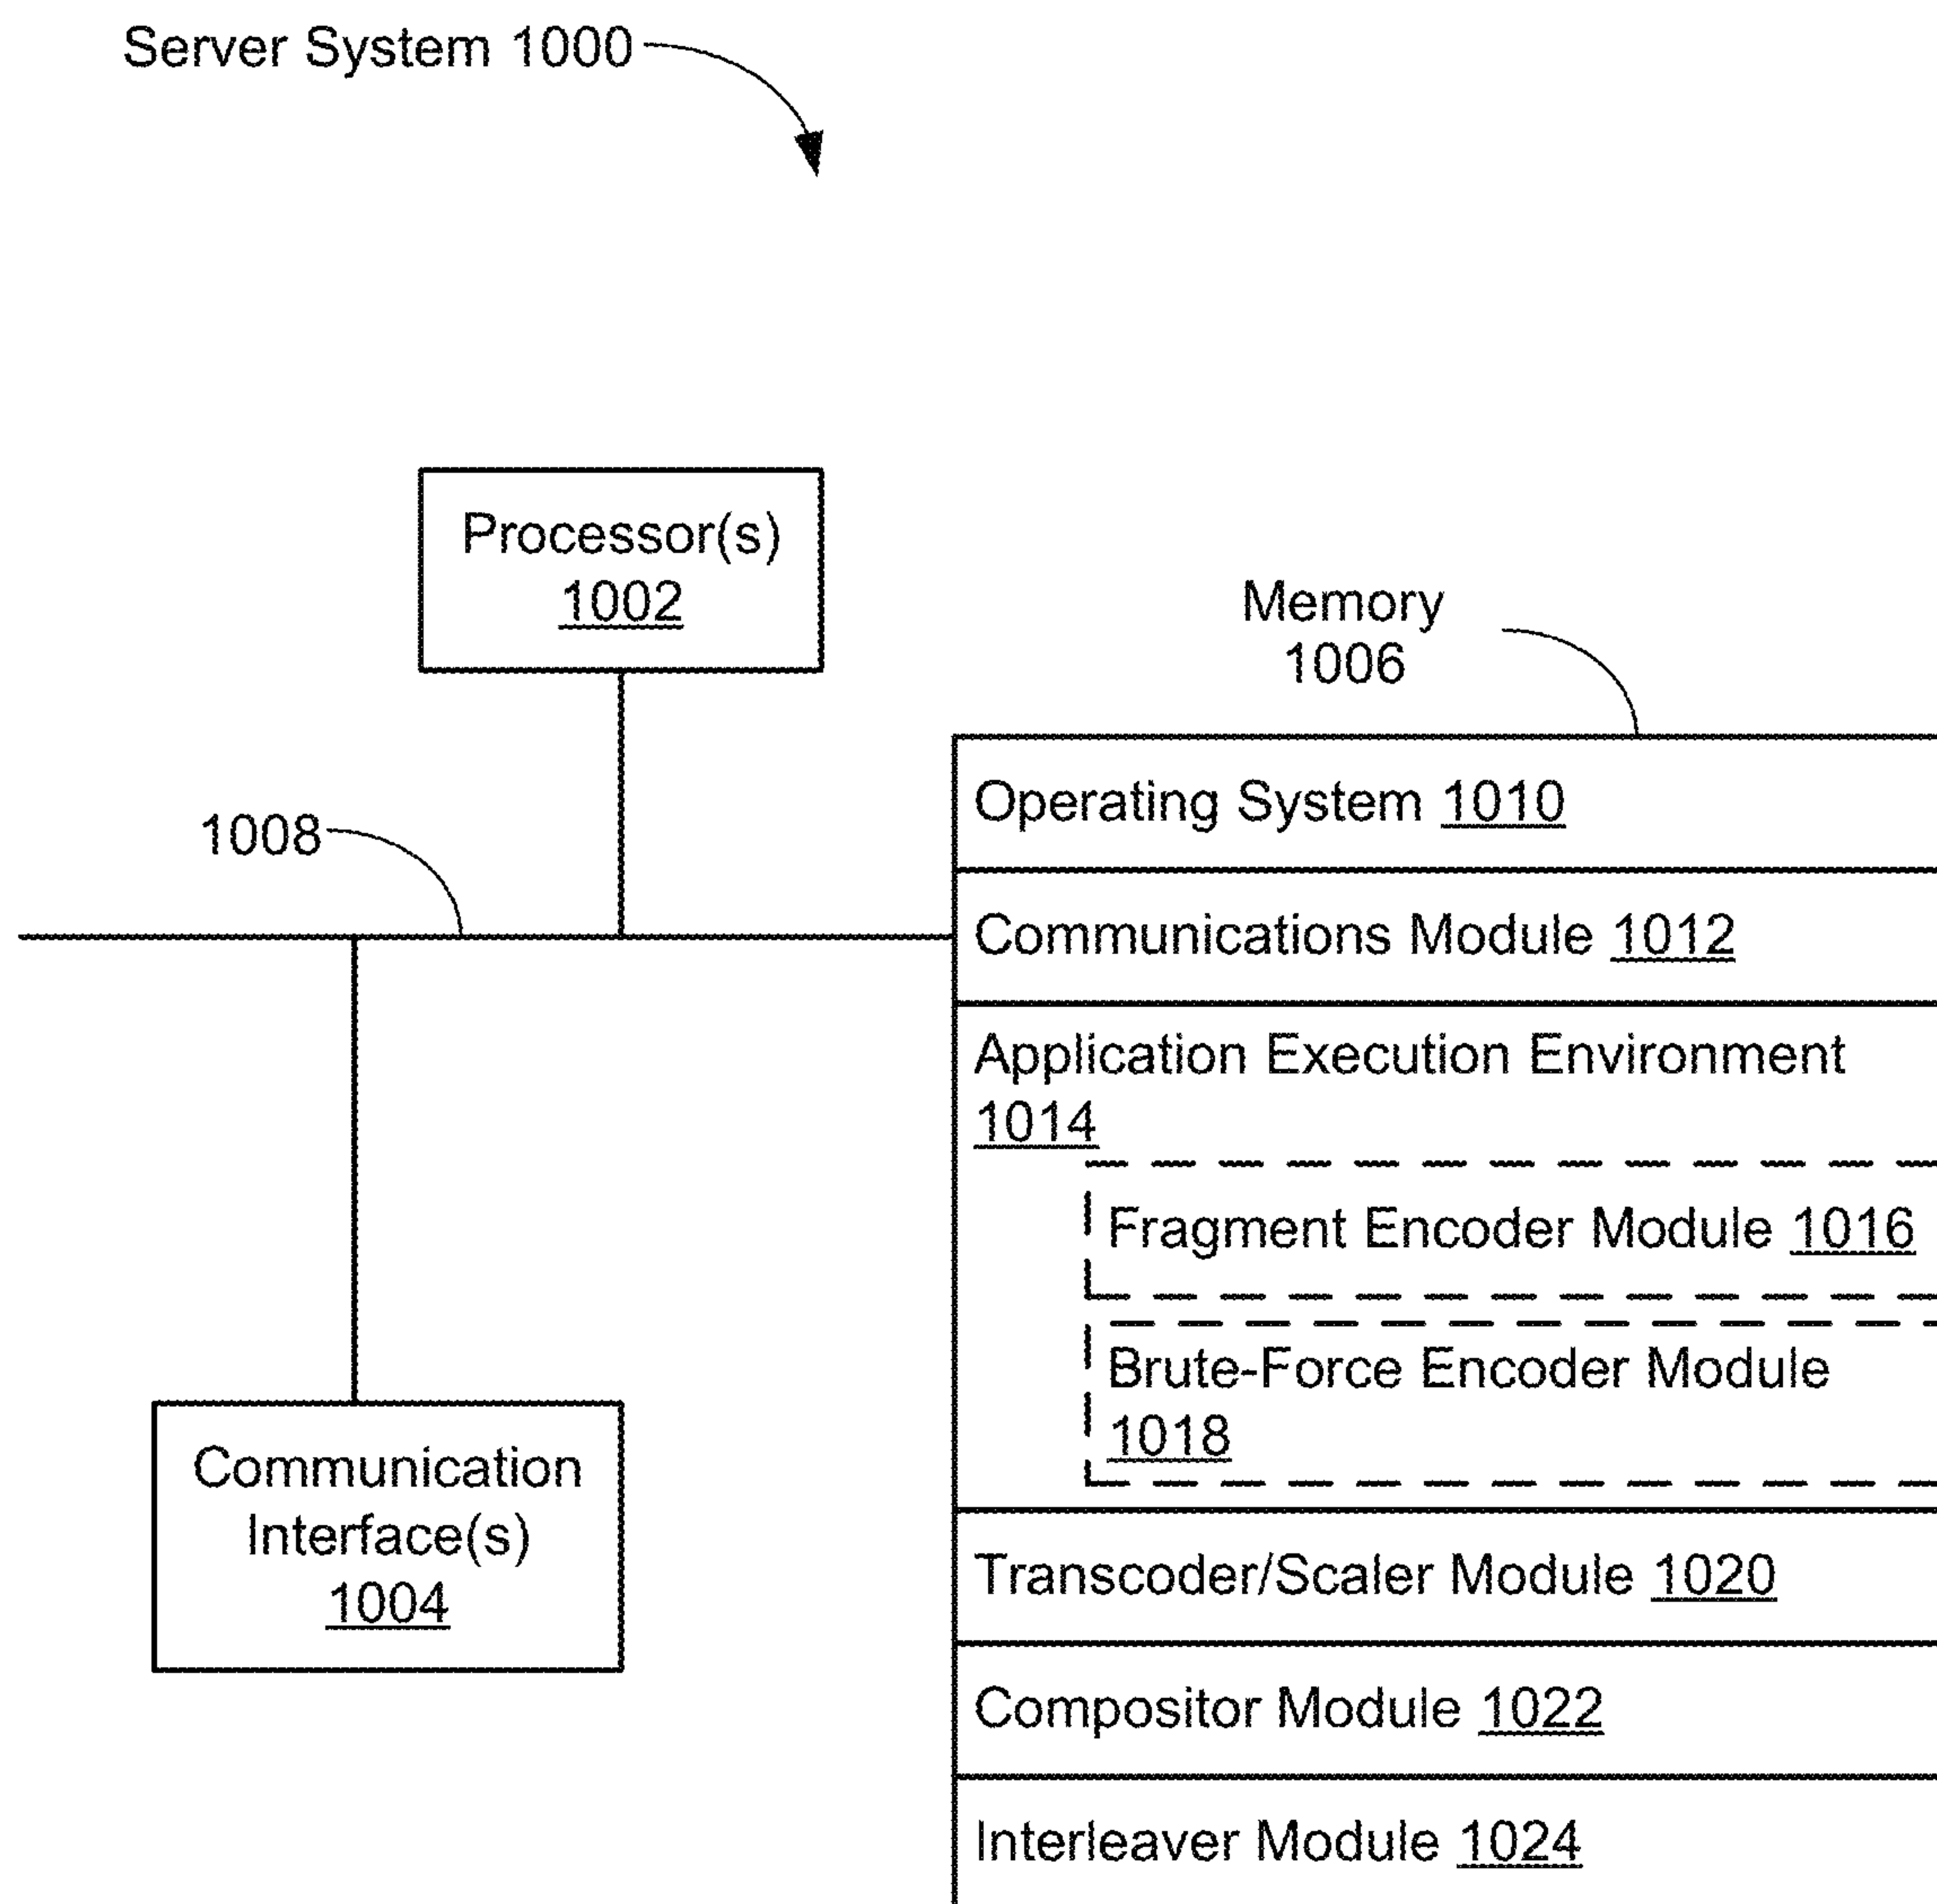 Server System 1000
Processor(s)
1002
Memory
1006
1008
Operating System 1010
Communications Module 1012
Application Execution Environment
1014
Fragment Encoder Module 1016
Brute-Force Encoder Module
1018
Communication
Interface(s)
1004
Transcoder/Scaler Module 1020
Compositor Module 1022
Interleaver Module 1024